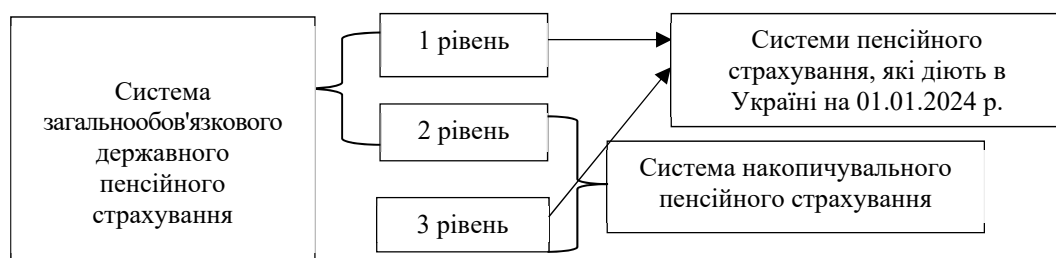 Система
загальнообов'язкового
державного
пенсійного
страхування
1 рівень
2 рівень
3 рівень
Системи пенсійного
страхування, які діють в
Україні на 01.01.2024 р.
Система накопичувального
пенсійного страхування